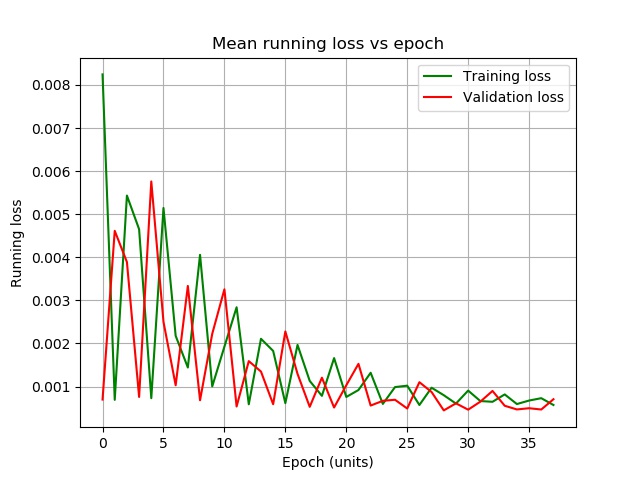 Mean running loss vs epoch
Training loss
Validation loss
0.008
0.007
0.006
0.005
0.004
0.003
0.002
0.001
Running loss
0 5 10 15 20 25 30 35
Epoch (units)